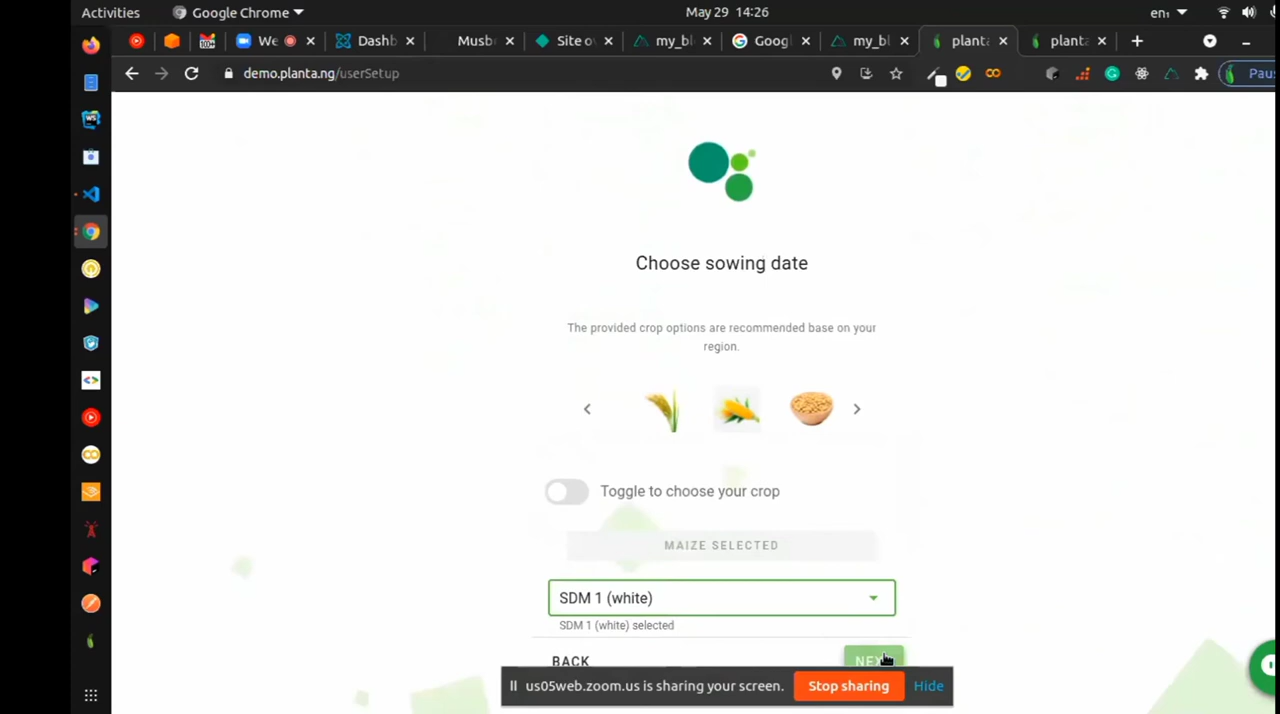 Activities
Google Chrome
May 29 14:26
en₁
We
Dashb
Musb
Site o
my_bl
Googl
my_bl
planta
planta
demo.planta.ng/userSetup
Pau
Choose sowing date
The provided crop options are recommended base on your
region.
Toggle to choose your crop
MAIZE SELECTED
SDM 1 (white)
SDM 1 (white) selected
BACK
NEX
us05web.zoom.us is sharing your screen.
Stop sharing
Hide